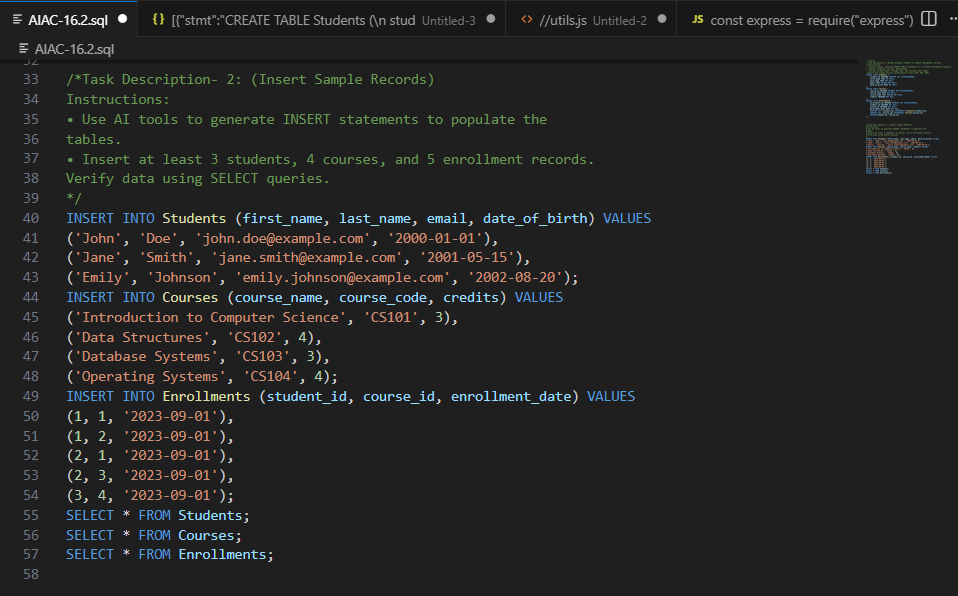 AIAC-16.2.sql
[{"stmt":"CREATE TABLE Students (\n stud Untitled-3
//utils.js Untitled-2
JS const express = require("express")
AIAC-16.2.sql
32
33 /*Task Description- 2: (Insert Sample Records)
34 Instructions:
35 • Use AI tools to generate INSERT statements to populate the
36 tables.
37 • Insert at least 3 students, 4 courses, and 5 enrollment records.
38 Verify data using SELECT queries.
39 */
40 INSERT INTO Students (first_name, last_name, email, date_of_birth) VALUES
41 ('John', 'Doe', 'john.doe@example.com', '2000-01-01'),
42 ('Jane', 'Smith', 'jane.smith@example.com', '2001-05-15'),
43 ('Emily', 'Johnson', 'emily.johnson@example.com', '2002-08-20');
44 INSERT INTO Courses (course_name, course_code, credits) VALUES
45 ('Introduction to Computer Science', 'CS101', 3),
46 ('Data Structures', 'CS102', 4),
47 ('Database Systems', 'CS103', 3),
48 ('Operating Systems', 'CS104', 4);
49 INSERT INTO Enrollments (student_id, course_id, enrollment_date) VALUES
50 (1, 1, '2023-09-01'),
51 (1, 2, '2023-09-01'),
52 (2, 1, '2023-09-01'),
53 (2, 3, '2023-09-01'),
54 (3, 4, '2023-09-01');
55 SELECT * FROM Students;
56 SELECT * FROM Courses;
57 SELECT * FROM Enrollments;
58